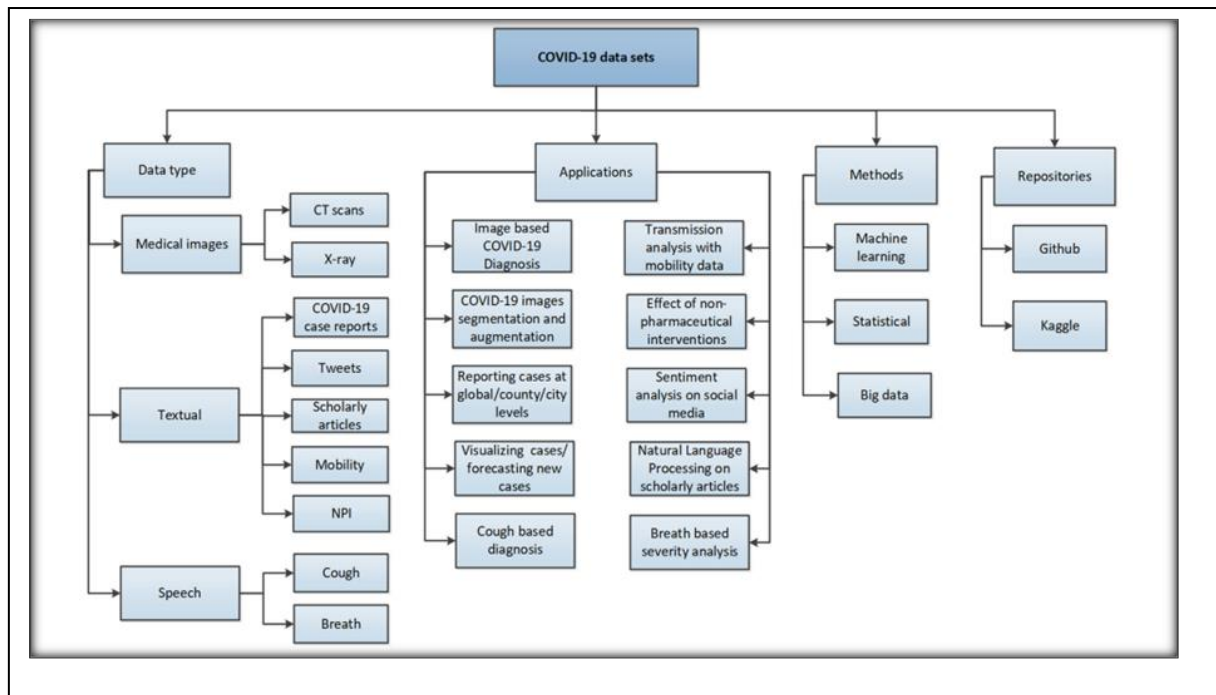 COVID-19 data sets
Data type
Applications
Methods
Repositories
Medical images
CT scans
X-ray
Textual
COVID-19
case reports
Tweets
Scholarly
articles
Mobility
NPI
Speech
Cough
Breath
Image based
COVID-19
Diagnosis
COVID-19 images
segmentation and
augmentation
Reporting cases at
global/county/city
levels
Visualizing cases/
forecasting new
cases
Cough based
diagnosis
Transmission
analysis with
mobility data
Effect of non-
pharmaceutical
interventions
Sentiment
analysis on social
media
Natural Language
Processing on
scholarly articles
Breath based
severity analysis
Machine
learning
Statistical
Big data
Github
Kaggle